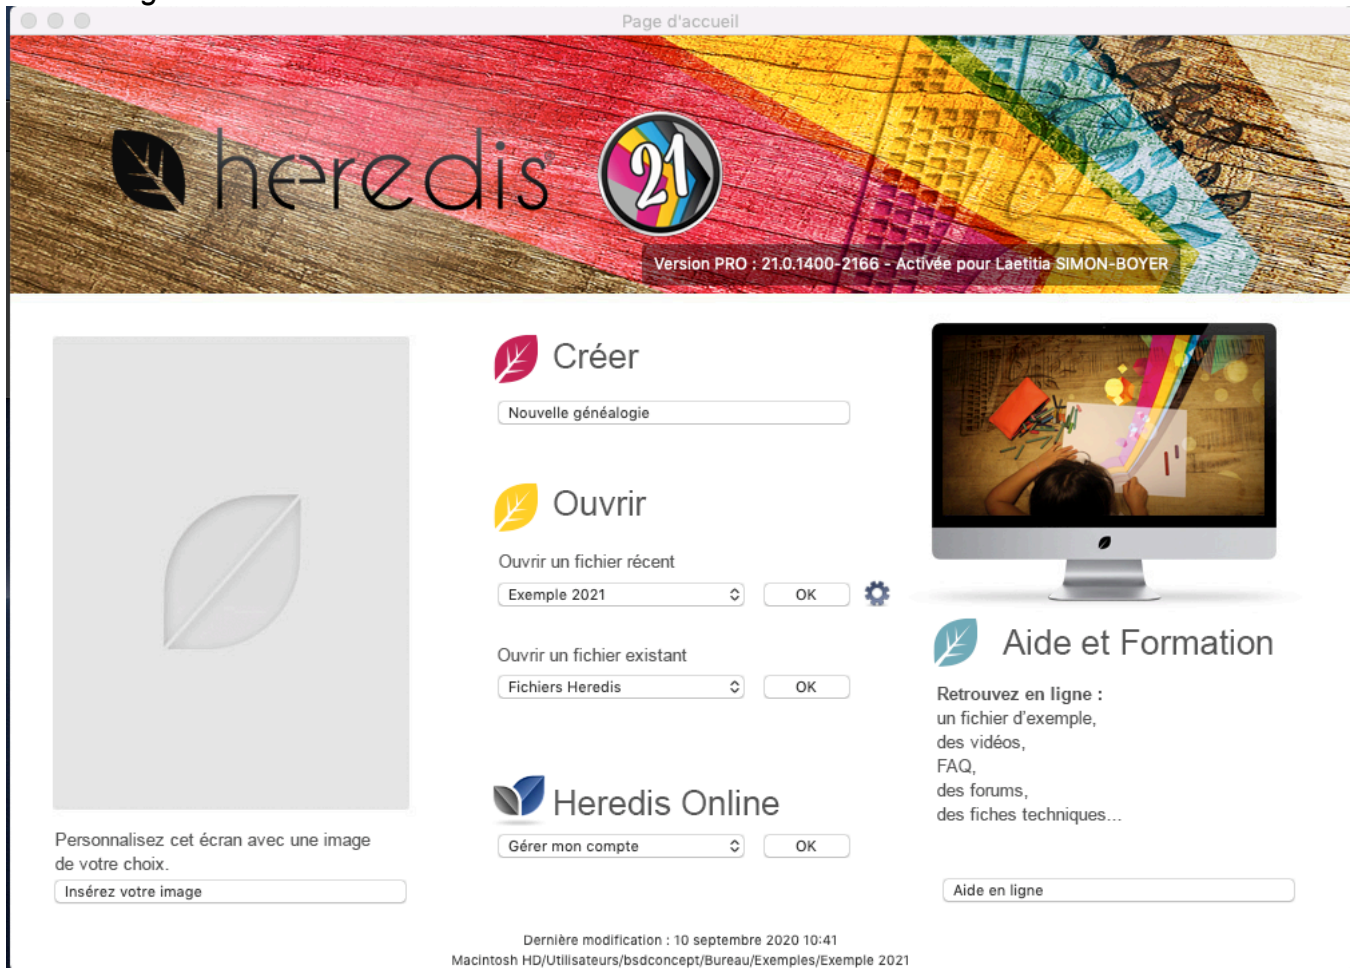 Page d'accueil
heredis®
21
Version PRO : 21.0.1400-2166 - Activée pour Laetitia SIMON-BOYER
Créer
Nouvelle généalogie
Ouvrir
Ouvrir un fichier récent
Exemple 2021
OK
Ouvrir un fichier existant
Fichiers Heredis
OK
Heredis Online
Gérer mon compte
OK
Personnalisez cet écran avec une image
de votre choix.
Insérez votre image
Aide et Formation
Retrouvez en ligne :
un fichier d'exemple,
des vidéos,
FAQ,
des forums,
des fiches techniques...
Aide en ligne
Dernière modification : 10 septembre 2020 10:41
Macintosh HD/Utilisateurs/bsdconcept/Bureau/Exemples/Exemple 2021